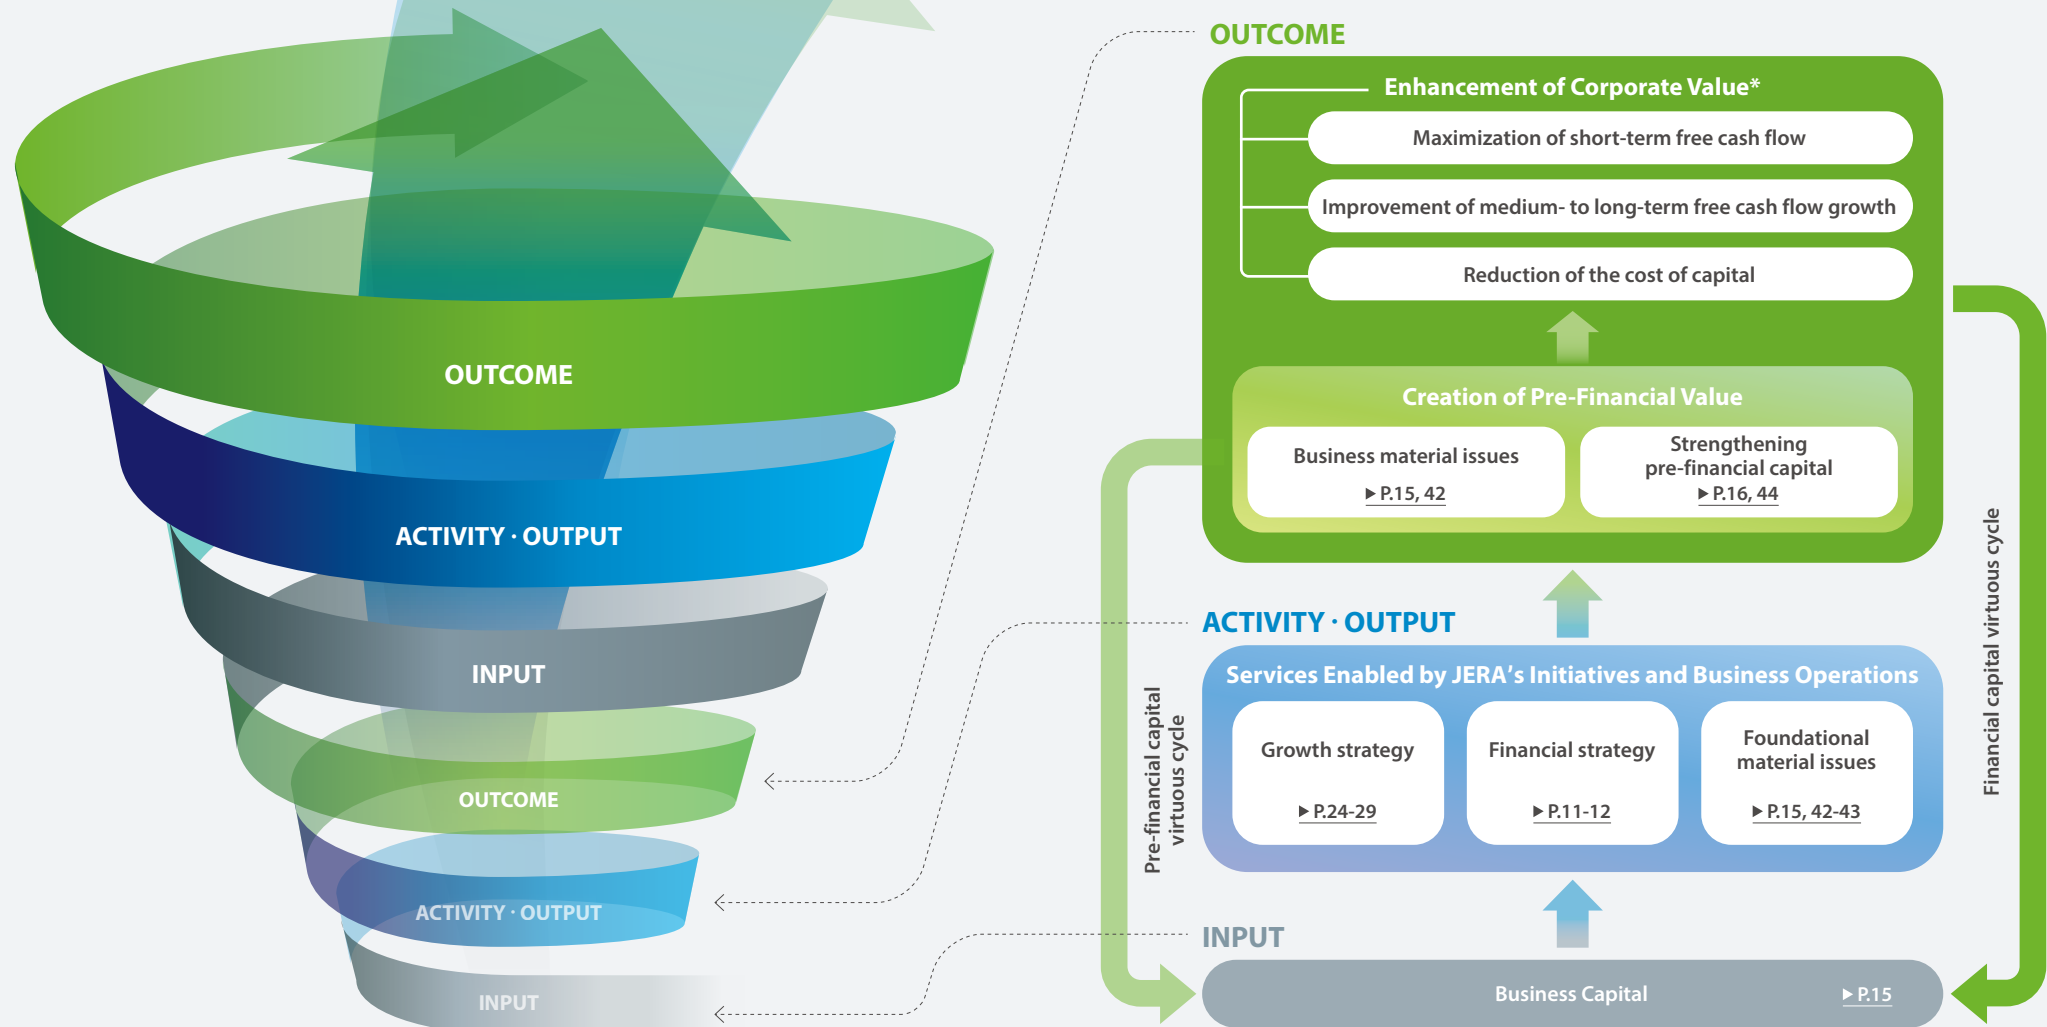 OUTCOME
ACTIVITY · OUTPUT
INPUT
OUTCOME
ACTIVITY · OUTPUT
INPUT
OUTCOME
Enhancement of Corporate Value*
Maximization of short-term free cash flow
Improvement of medium- to long-term free cash flow growth
Reduction of the cost of capital
Creation of Pre-Financial Value
Business material issues
▶ P.15, 42
Strengthening
pre-financial capital
▶ P.16, 44
ACTIVITY · OUTPUT
Services Enabled by JERA’s Initiatives and Business Operations
Growth strategy
▶ P.24-29
Financial strategy
▶ P.11-12
Foundational
material issues
▶ P.15, 42-43
INPUT
Business Capital
▶ P.15
Pre-financial capital
virtuous cycle
Financial capital virtuous cycle